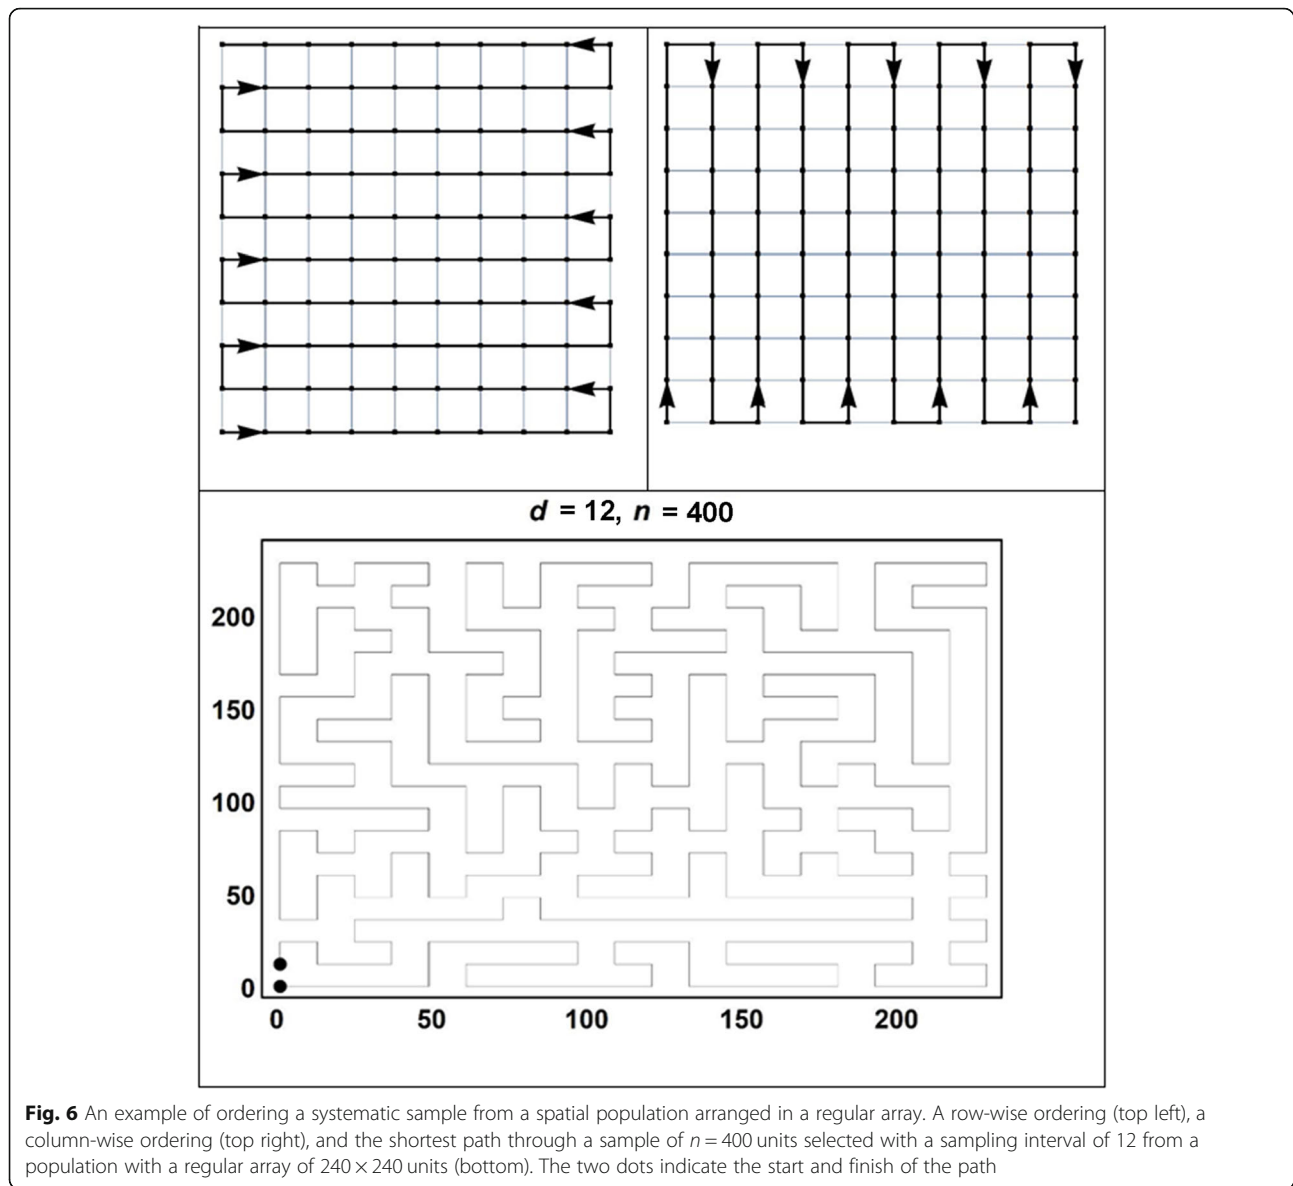 d = 12, n = 400
200
150
100
50
0
0 50 100 150 200
Fig. 6 An example of ordering a systematic sample from a spatial population arranged in a regular array. A row-wise ordering (top left), a
column-wise ordering (top right), and the shortest path through a sample of n = 400 units selected with a sampling interval of 12 from a
population with a regular array of 240 × 240 units (bottom). The two dots indicate the start and finish of the path